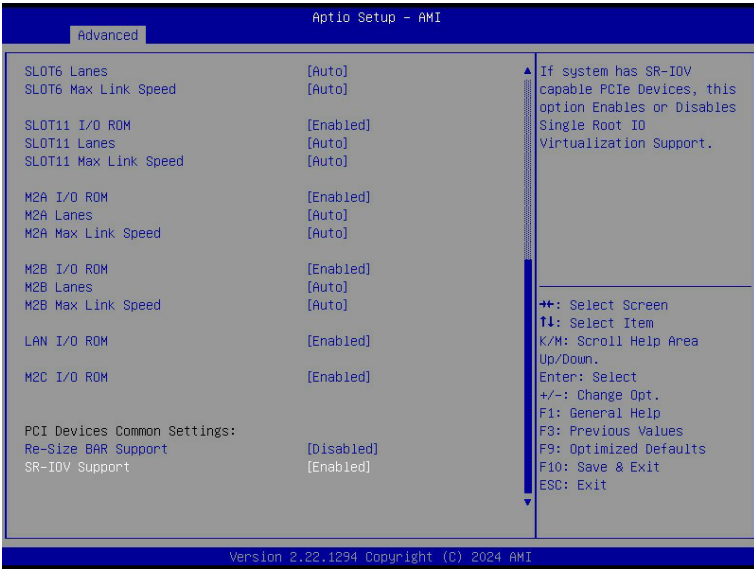 Aptio Setup - AMI
Advanced
SLOT6 Lanes [Auto]
SLOT6 Max Link Speed [Auto]
SLOT11 I/O ROM [Enabled]
SLOT11 Lanes [Auto]
SLOT11 Max Link Speed [Auto]
M2A I/O ROM [Enabled]
M2A Lanes [Auto]
M2A Max Link Speed [Auto]
M2B I/O ROM [Enabled]
M2B Lanes [Auto]
M2B Max Link Speed [Auto]
LAN I/O ROM [Enabled]
M2C I/O ROM [Enabled]
PCI Devices Common Settings:
Re-Size BAR Support [Disabled]
SR-IOV Support [Enabled]
If system has SR-IOV
capable PCIe Devices, this
option Enables or Disables
Single Root IO
Virtualization Support.
→←: Select Screen
↑↓: Select Item
K/M: Scroll Help Area
Up/Down.
Enter: Select
+/-: Change Opt.
F1: General Help
F3: Previous Values
F9: Optimized Defaults
F10: Save & Exit
ESC: Exit
Version 2.22.1294 Copyright (C) 2024 AMI